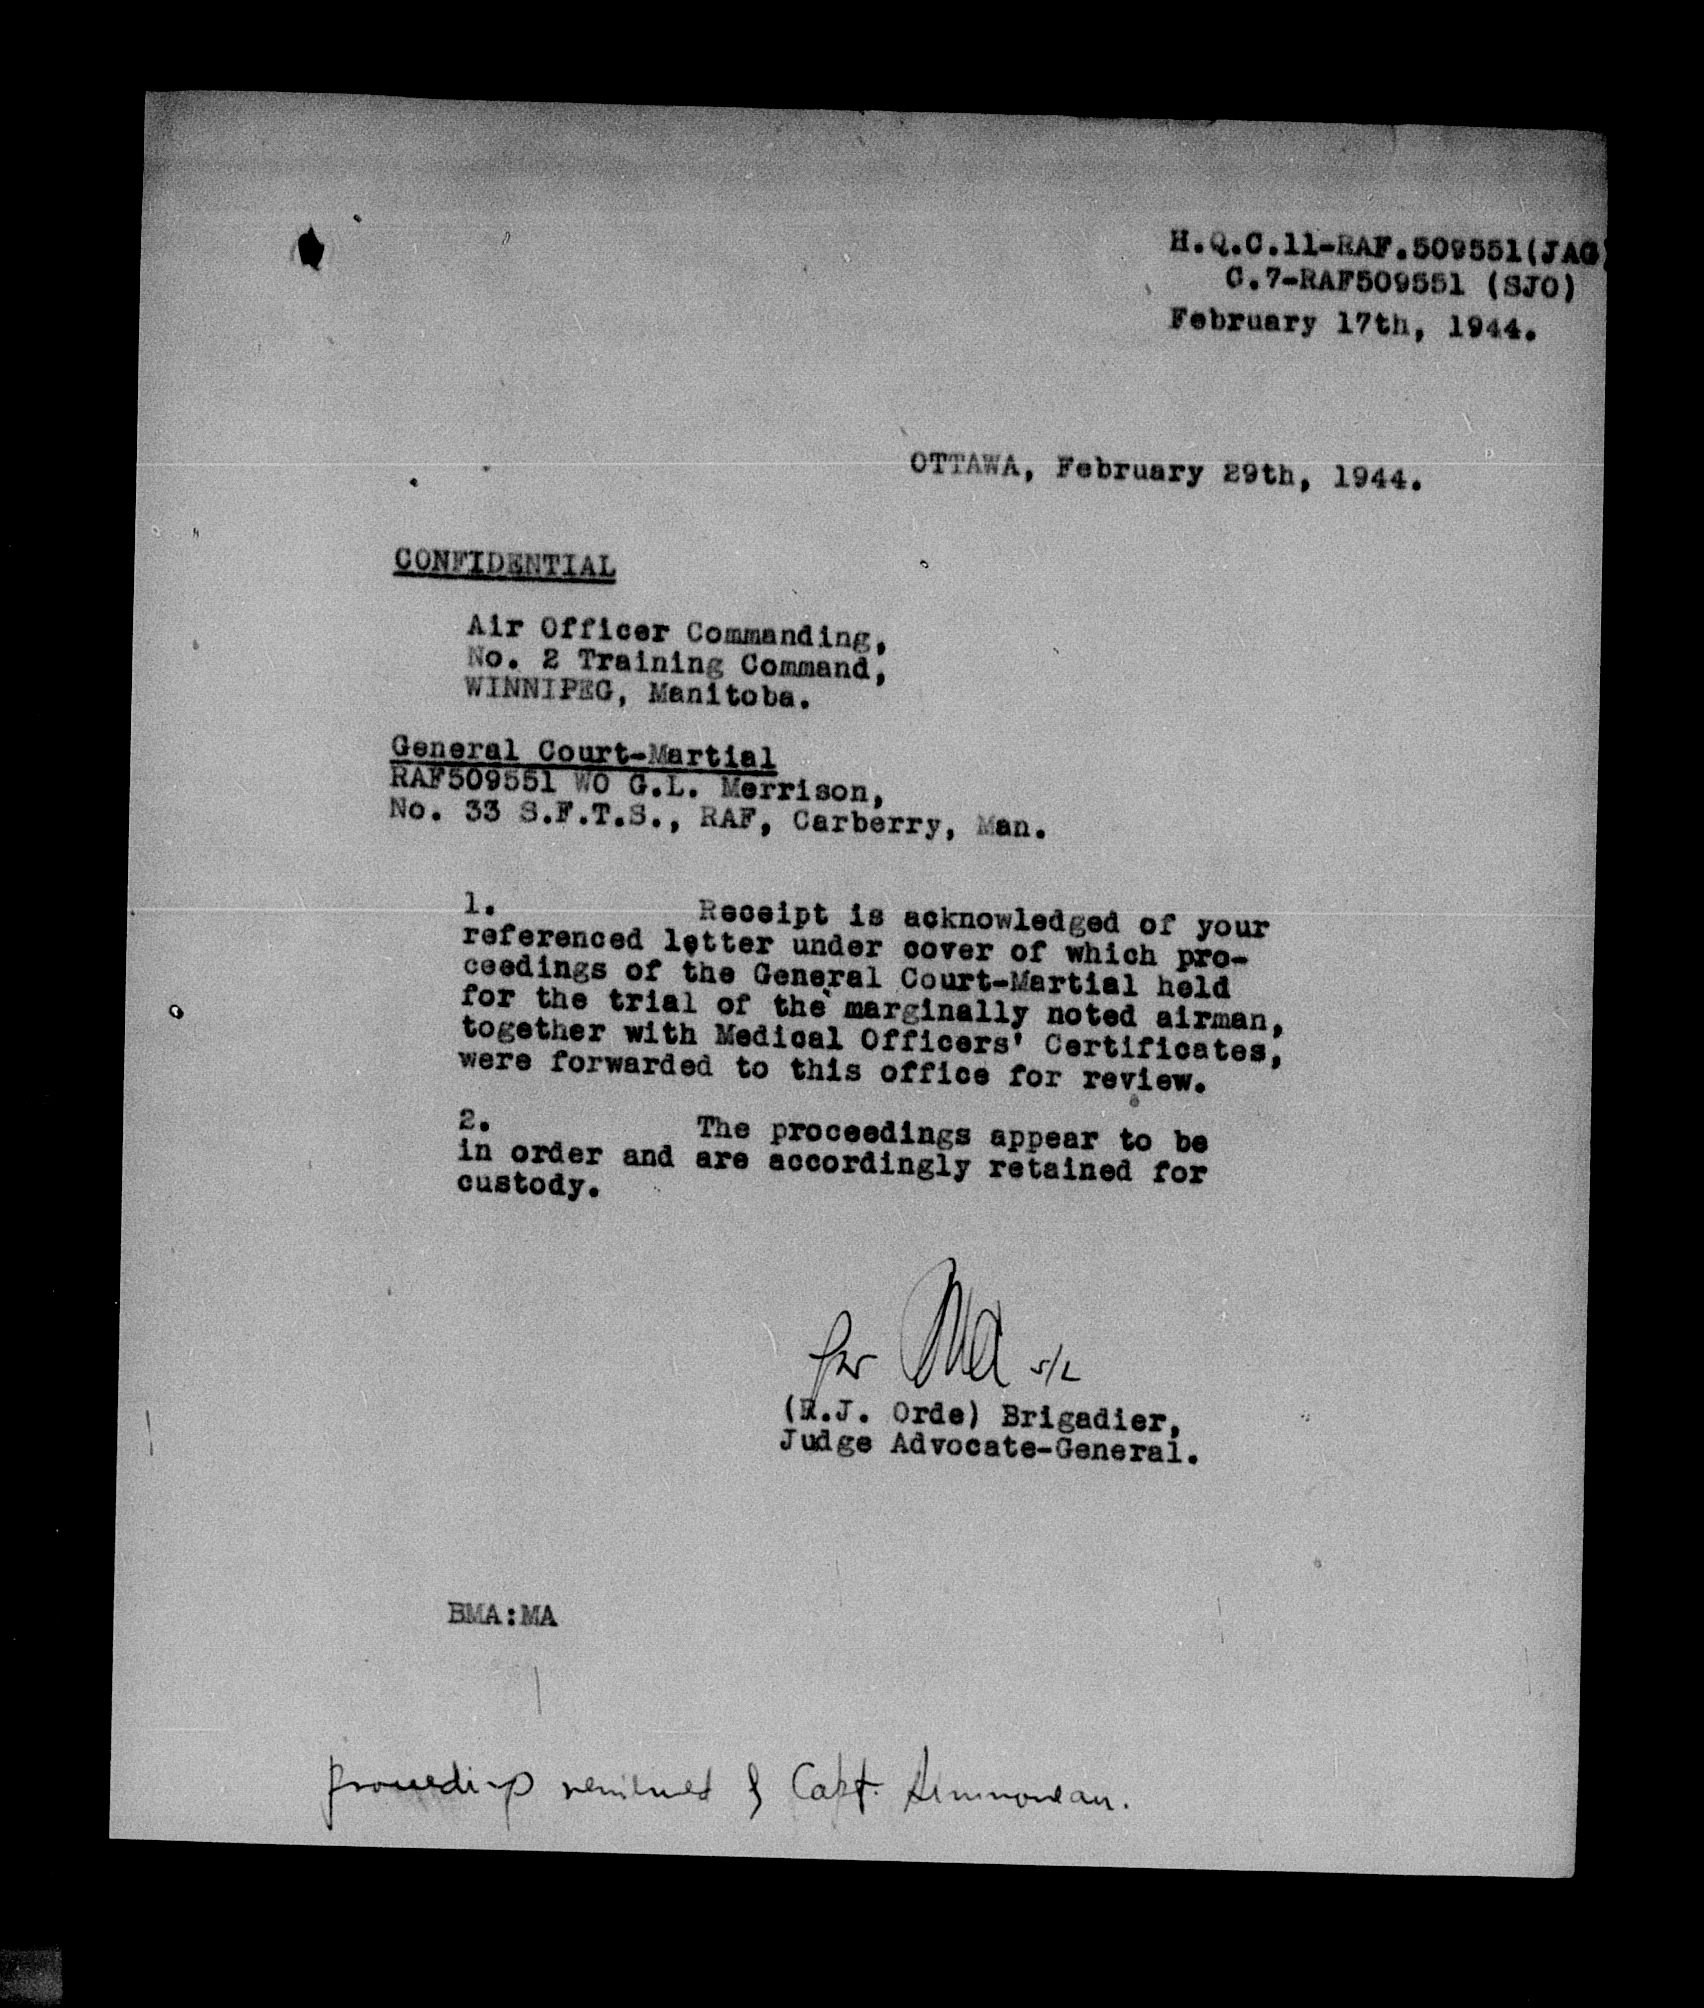 H.Q.C.11-RAF.509551(JAG)
C.7-RAF509551 (SJO)
February 17th, 1944.
OTTAWA, February 29th, 1944.
CONFIDENTIAL
Air Officer Commanding,
No. 2 Training Command,
WINNIPEG, Manitoba.
General Court-Martial
RAF509551 WO G.L. Merrison,
No. 33 S.F.T.S., RAF, Carberry, Man.
1. Receipt is acknowledged of your
referenced letter under cover of which pro-
ceedings of the General Court-Martial held
for the trial of the marginally noted airman,
together with Medical Officers' Certificates,
were forwarded to this office for review.
2. The proceedings appear to be
in order and are accordingly retained for
custody.
for S/L
(R.J. Orde) Brigadier,
Judge Advocate-General.
BMA:MA
proceedings reviewed by Capt.